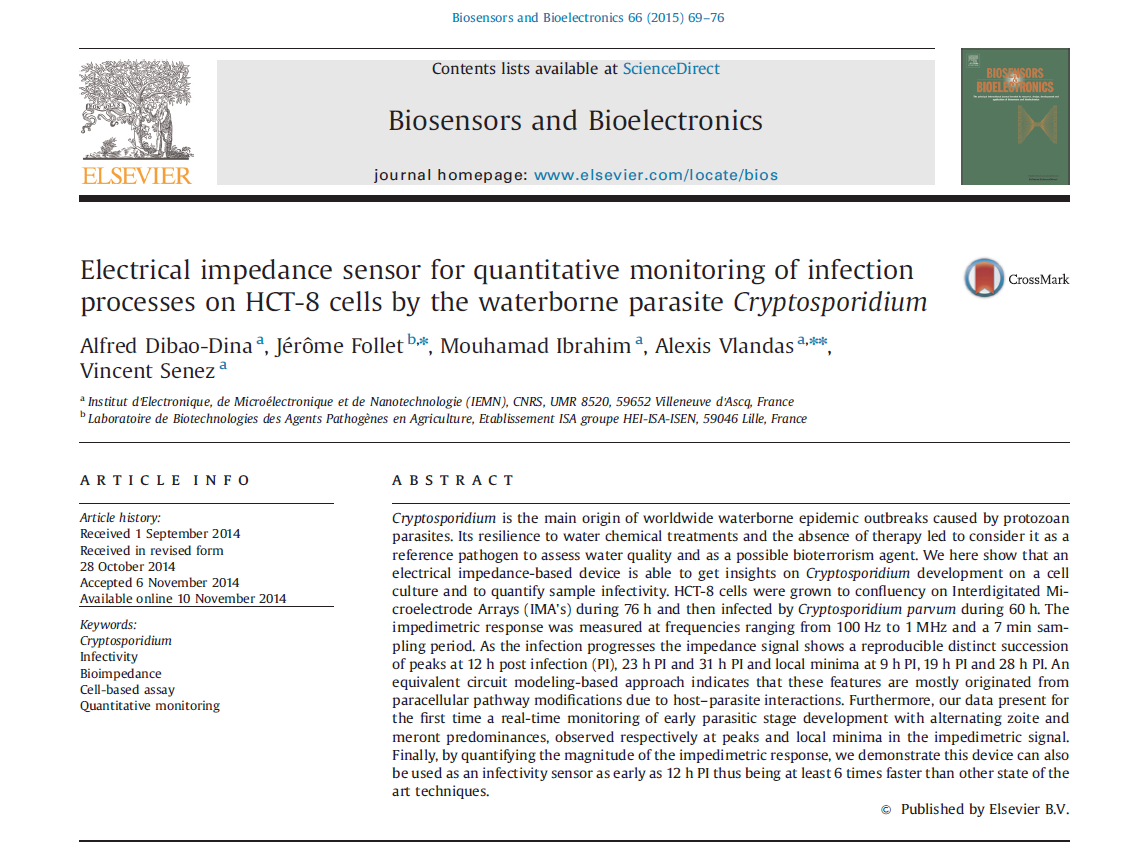 Biosensors and Bioelectronics 66 (2015) 69–76
Contents lists available at ScienceDirect
Biosensors and Bioelectronics
journal homepage: www.elsevier.com/locate/bios
ELSEVIER
BIOSENSORS
BIOELECTRONICS
Electrical impedance sensor for quantitative monitoring of infection
processes on HCT-8 cells by the waterborne parasite Cryptosporidium
CrossMark
Alfred Dibao-Dina a, Jérôme Follet b,*, Mouhamad Ibrahim a, Alexis Vlandas a,**,
Vincent Senez a
a Institut d'Electronique, de Microélectronique et de Nanotechnologie (IEMN), CNRS, UMR 8520, 59652 Villeneuve d'Ascq, France
b Laboratoire de Biotechnologies des Agents Pathogènes en Agriculture, Etablissement ISA groupe HEI-ISA-ISEN, 59046 Lille, France
ARTICLE INFO
Article history:
Received 1 September 2014
Received in revised form
28 October 2014
Accepted 6 November 2014
Available online 10 November 2014
Keywords:
Cryptosporidium
Infectivity
Bioimpedance
Cell-based assay
Quantitative monitoring
ABSTRACT
Cryptosporidium is the main origin of worldwide waterborne epidemic outbreaks caused by protozoan
parasites. Its resilience to water chemical treatments and the absence of therapy led to consider it as a
reference pathogen to assess water quality and as a possible bioterrorism agent. We here show that an
electrical impedance-based device is able to get insights on Cryptosporidium development on a cell
culture and to quantify sample infectivity. HCT-8 cells were grown to confluency on Interdigitated Mi-
croelectrode Arrays (IMA's) during 76 h and then infected by Cryptosporidium parvum during 60 h. The
impedimetric response was measured at frequencies ranging from 100 Hz to 1 MHz and a 7 min sam-
pling period. As the infection progresses the impedance signal shows a reproducible distinct succession
of peaks at 12 h post infection (PI), 23 h PI and 31 h PI and local minima at 9 h PI, 19 h PI and 28 h PI. An
equivalent circuit modeling-based approach indicates that these features are mostly originated from
paracellular pathway modifications due to host–parasite interactions. Furthermore, our data present for
the first time a real-time monitoring of early parasitic stage development with alternating zoite and
meront predominances, observed respectively at peaks and local minima in the impedimetric signal.
Finally, by quantifying the magnitude of the impedimetric response, we demonstrate this device can also
be used as an infectivity sensor as early as 12 h PI thus being at least 6 times faster than other state of the
art techniques.
© Published by Elsevier B.V.